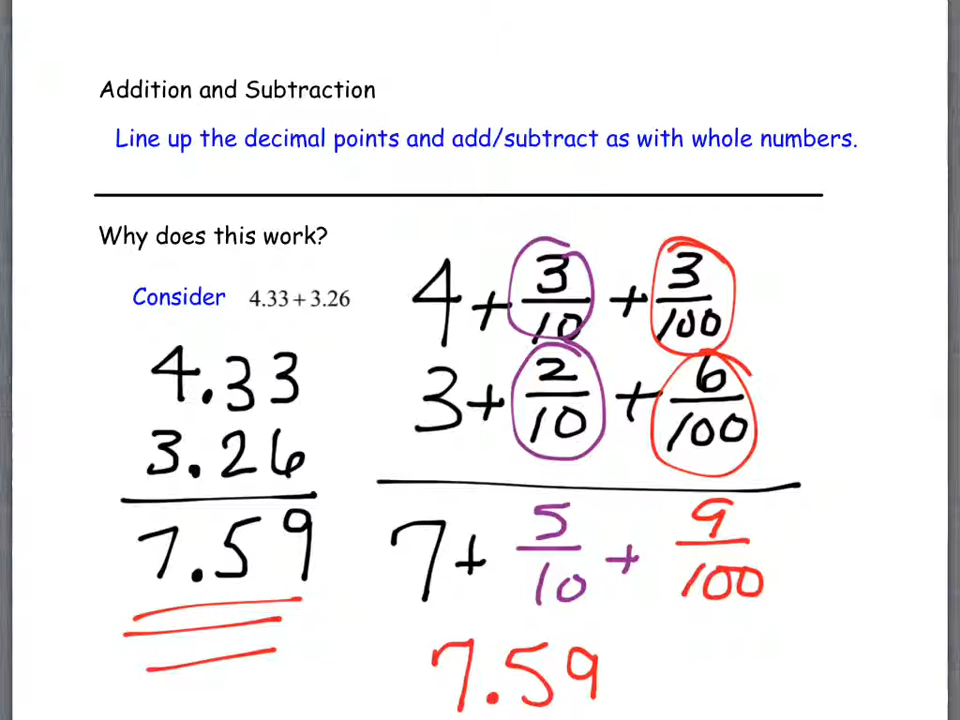 Addition and Subtraction
Line up the decimal points and add/subtract as with whole numbers.
Why does this work?
Consider 4.33 + 3.26
4.33
3.26
7.59
4 + 3/10 + 3/100
3 + 2/10 + 6/100
7 + 5/10 + 9/100
7.59